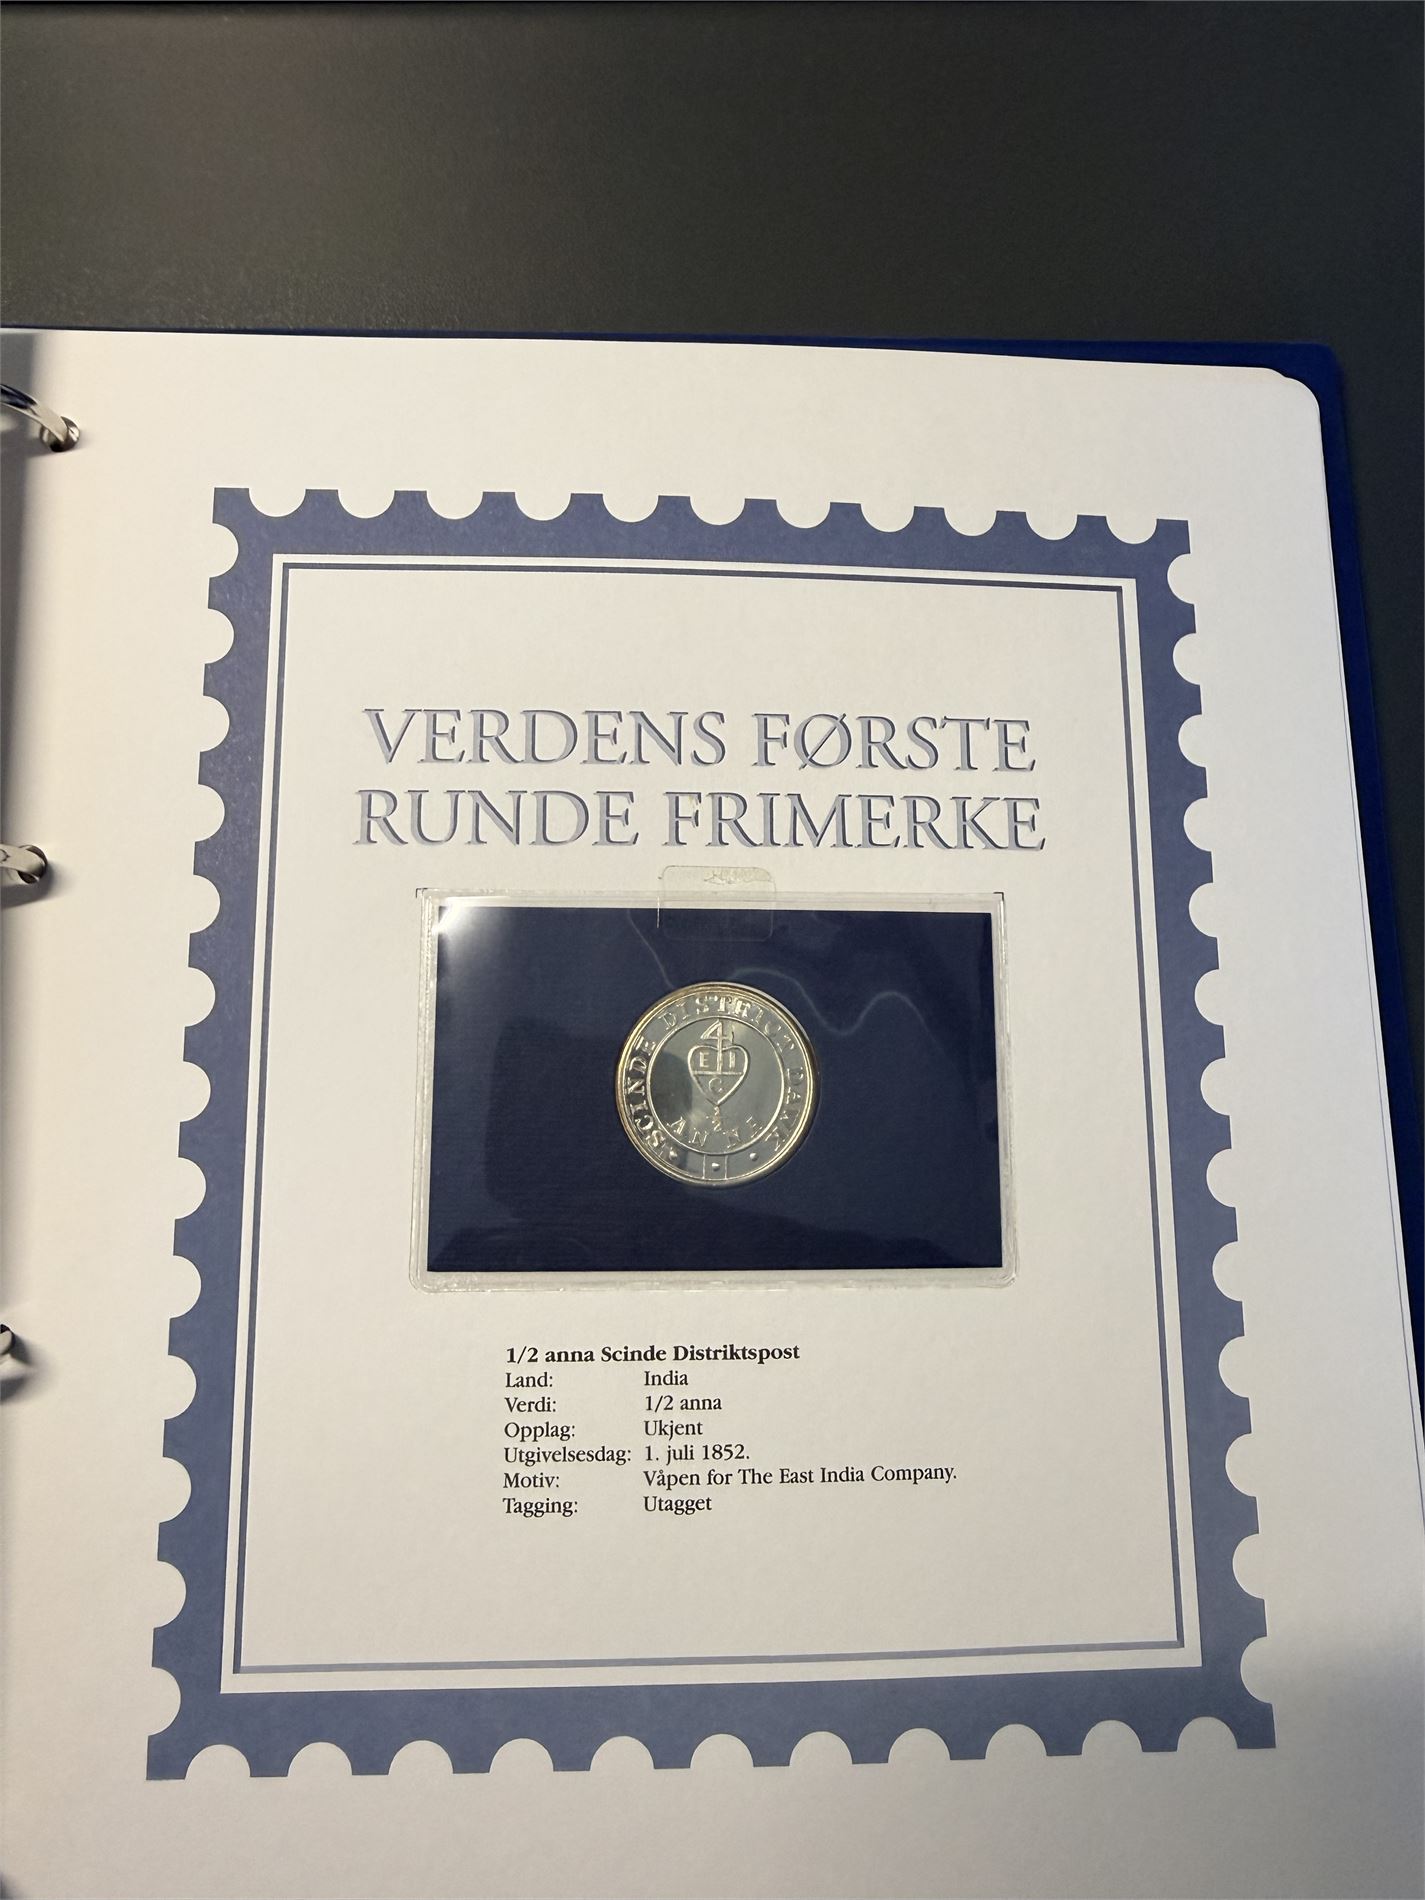 VERDENS FØRSTE
RUNDE FRIMERKE
SCINDE DISTRICT DAWK
4
E I
C
1/2
ANNA
1/2 anna Scinde Distriktspost
Land: India
Verdi: 1/2 anna
Opplag: Ukjent
Utgivelsesdag: 1. juli 1852.
Motiv: Våpen for The East India Company.
Tagging: Utagget